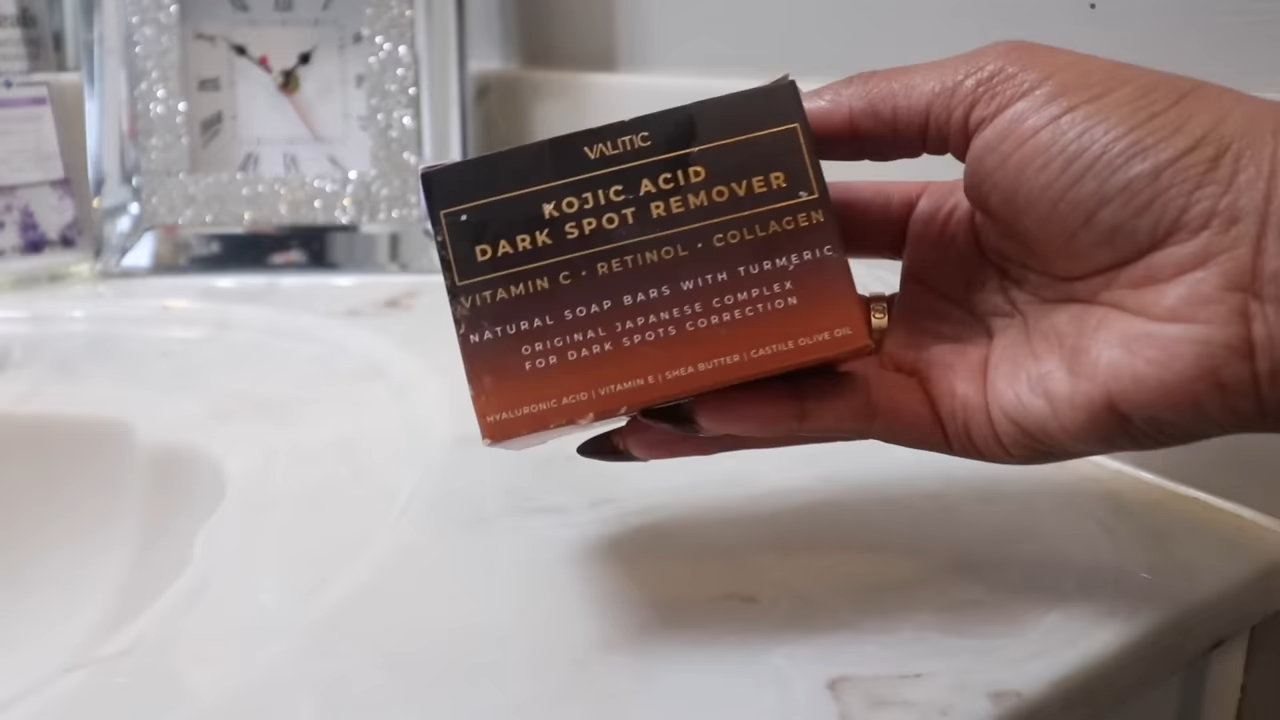 VALITIC
KOJIC ACID
DARK SPOT REMOVER
VITAMIN C • RETINOL • COLLAGEN
NATURAL SOAP BARS WITH TURMERIC
ORIGINAL JAPANESE COMPLEX
FOR DARK SPOTS CORRECTION
HYALURONIC ACID | VITAMIN E | SHEA BUTTER | CASTILE OLIVE OIL